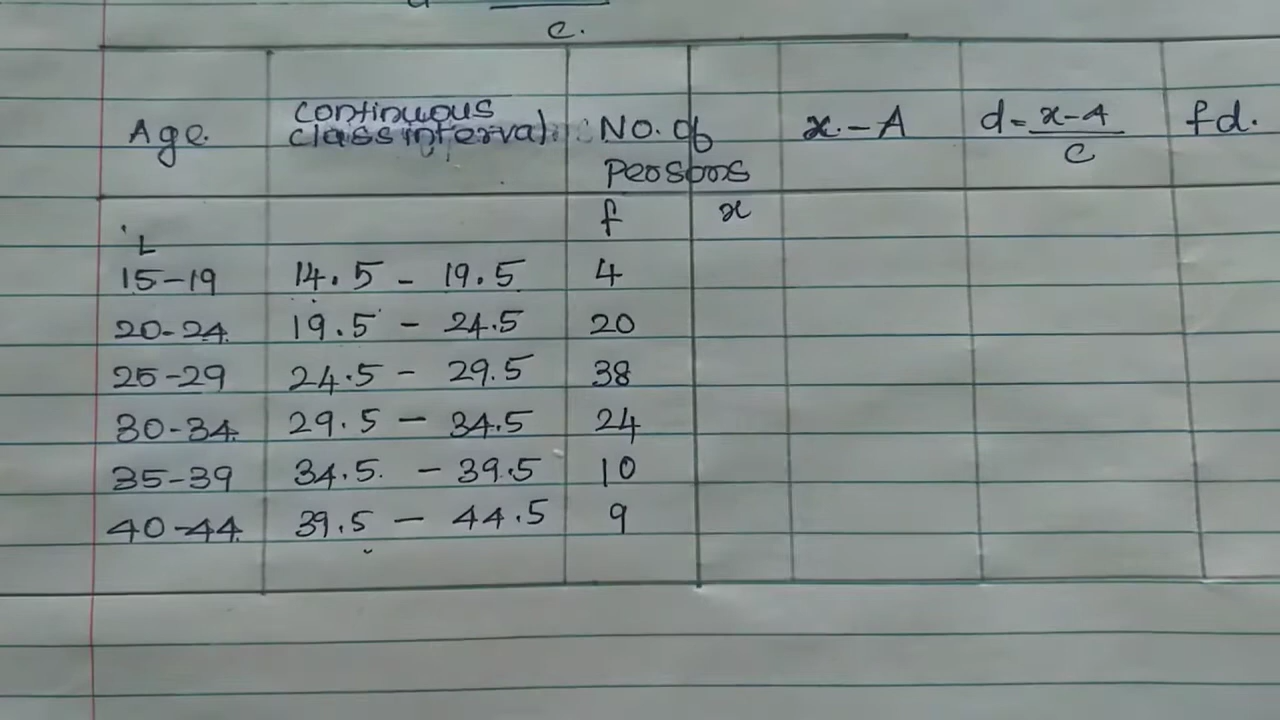 c.
Age. continuous class interval. No. of Persons x - A d = x-A / c fd.
f x
15-19 14.5 - 19.5 4
20-24 19.5 - 24.5 20
25-29 24.5 - 29.5 38
30-34 29.5 - 34.5 24
35-39 34.5 - 39.5 10
40-44 39.5 - 44.5 9